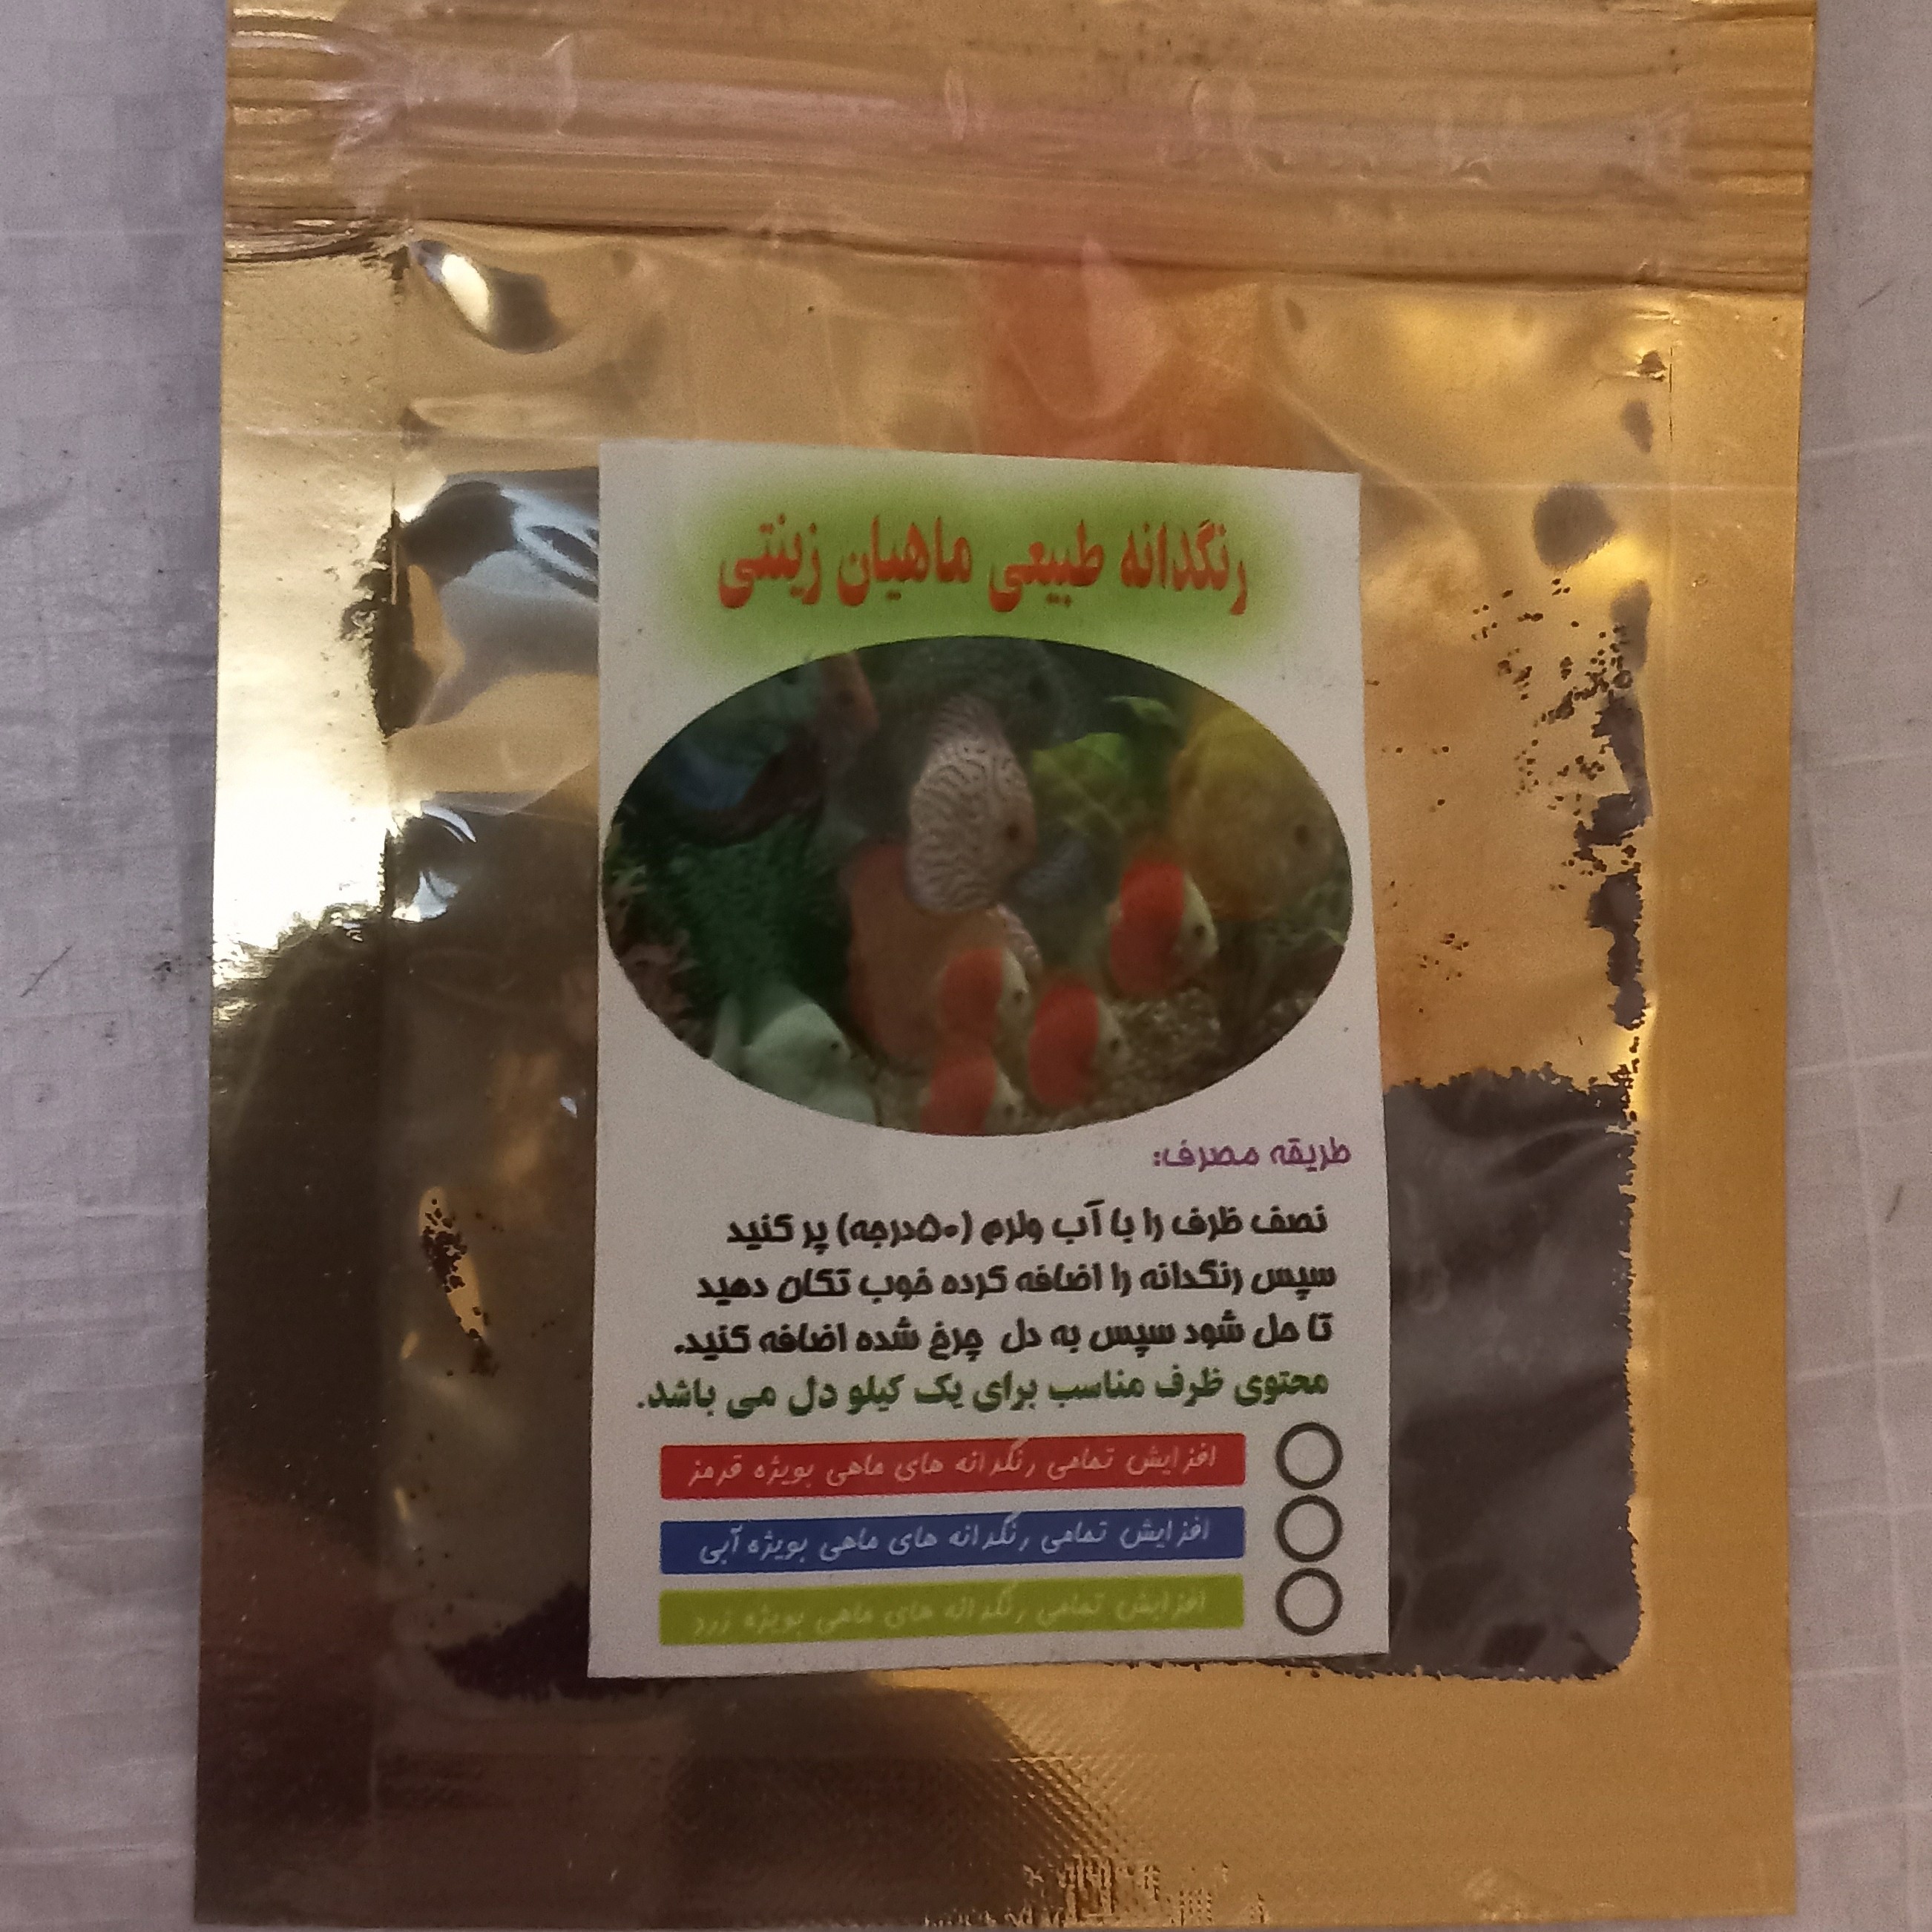 رنگدانه طبیعی ماهیان زینتی
طریقه مصرف:
نصف ظرف را با آب ولرم (۵۰درجه) پر کنید
سپس رنگدانه را اضافه کرده خوب تکان دهید
تا حل شود سپس به دل چرخ شده اضافه کنید.
محتوی ظرف مناسب برای یک کیلو دل می باشد.
افزایش تمامی رنگدانه های ماهی بویژه قرمز
افزایش تمامی رنگدانه های ماهی بویژه آبی
افزایش تمامی رنگدانه های ماهی بویژه زرد